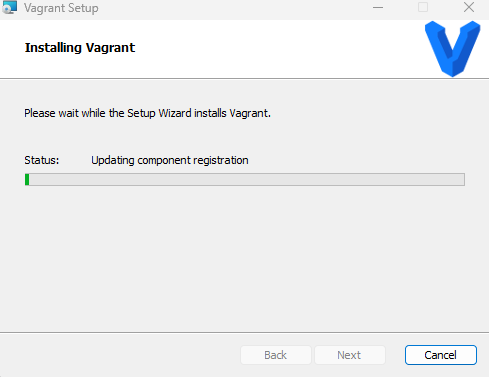 Vagrant Setup
Installing Vagrant
Please wait while the Setup Wizard installs Vagrant.
Status: Updating component registration
Back Next Cancel